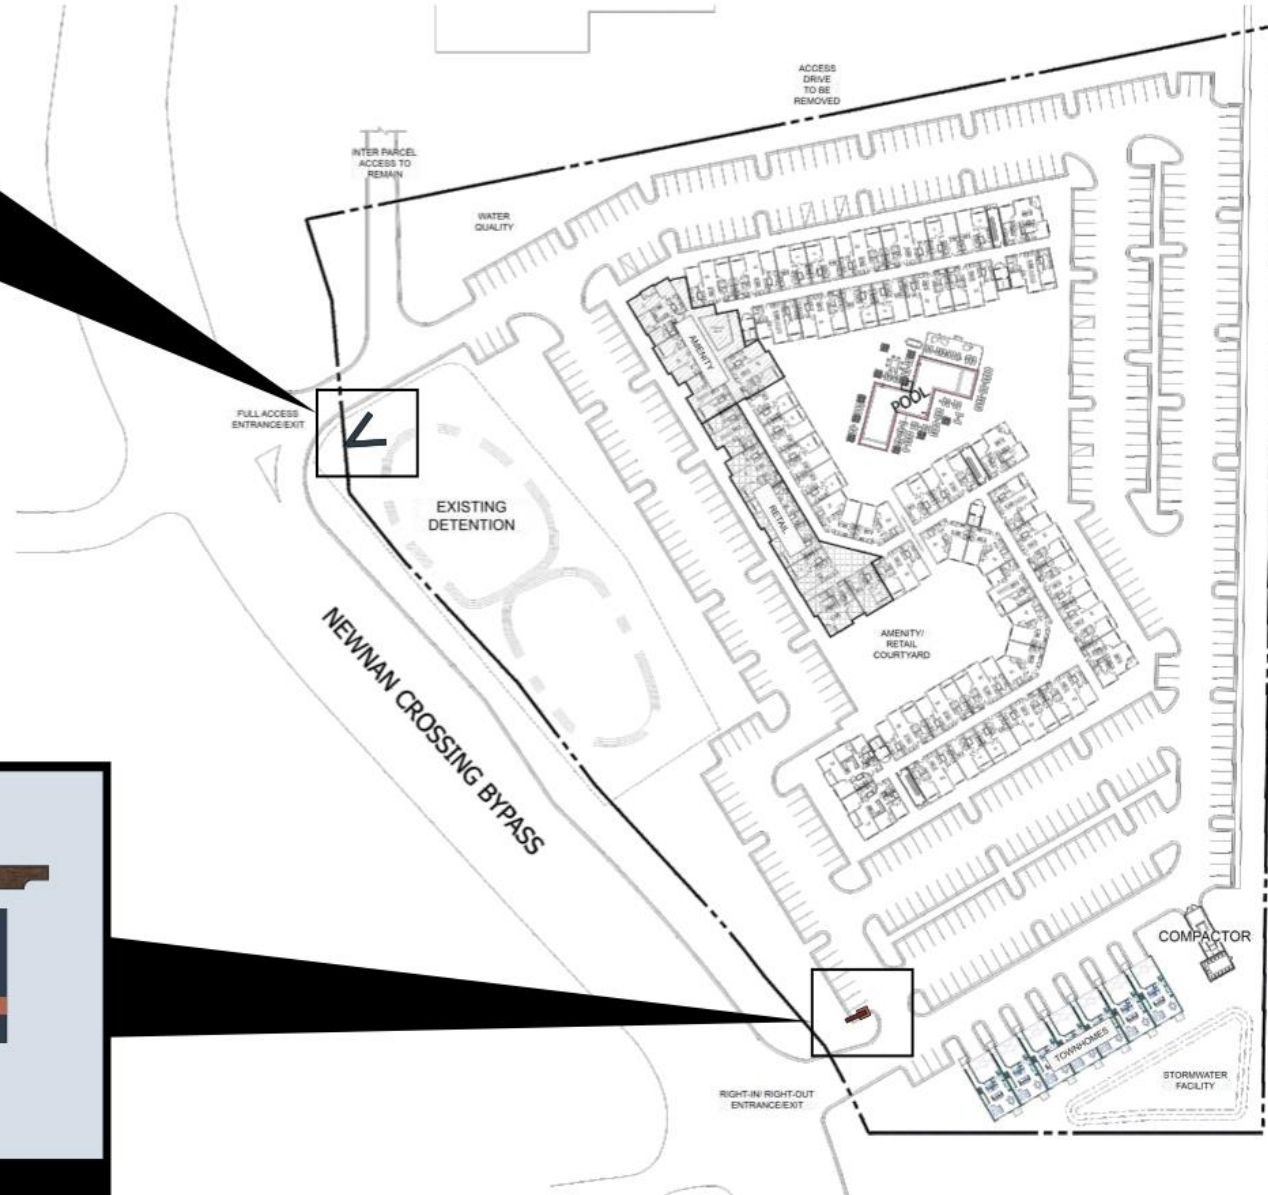 ACCESS
DRIVE
TO BE
REMOVED
INTER PARCEL
ACCESS TO
REMAIN
WATER
QUALITY
AMENITY
POOL
FULL ACCESS
ENTRANCE/EXIT
EXISTING
DETENTION
RETAIL
NEWNAN CROSSING BYPASS
AMENITY/
RETAIL
COURTYARD
COMPACTOR
TOWNHOMES
STORMWATER
FACILITY
RIGHT-IN/ RIGHT-OUT
ENTRANCE/EXIT